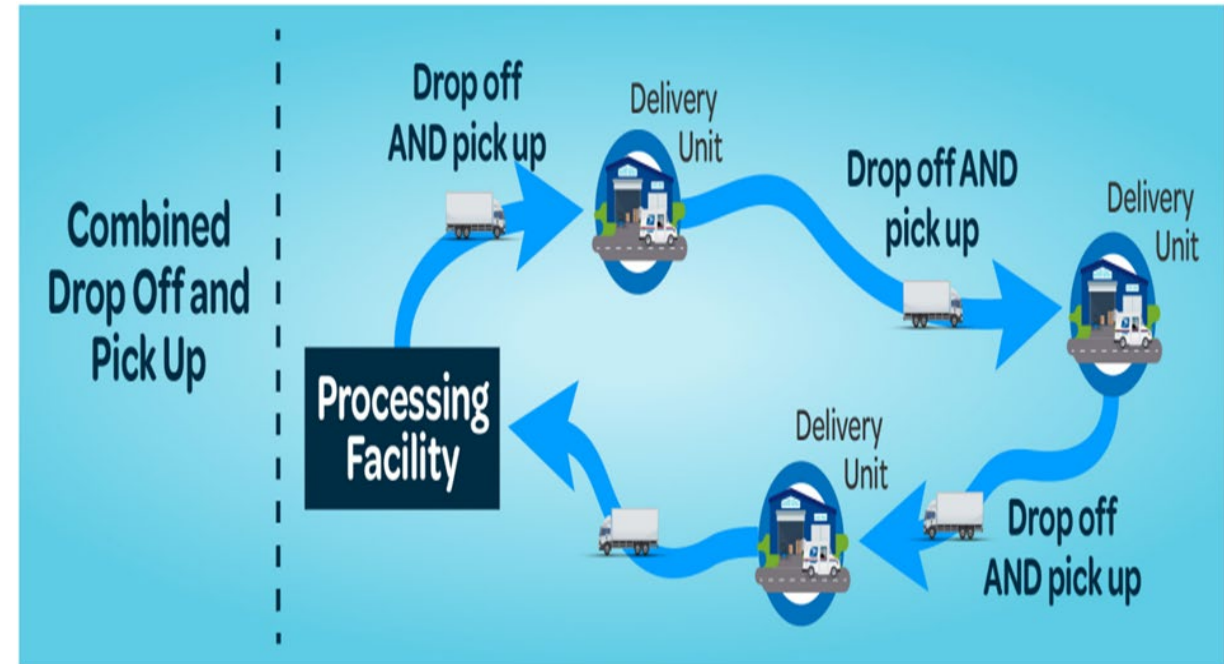 Combined
Drop Off and
Pick Up
Drop off
AND pick up
Delivery
Unit
Drop off AND
pick up
Delivery
Unit
Processing
Facility
Delivery
Unit
Drop off
AND pick up